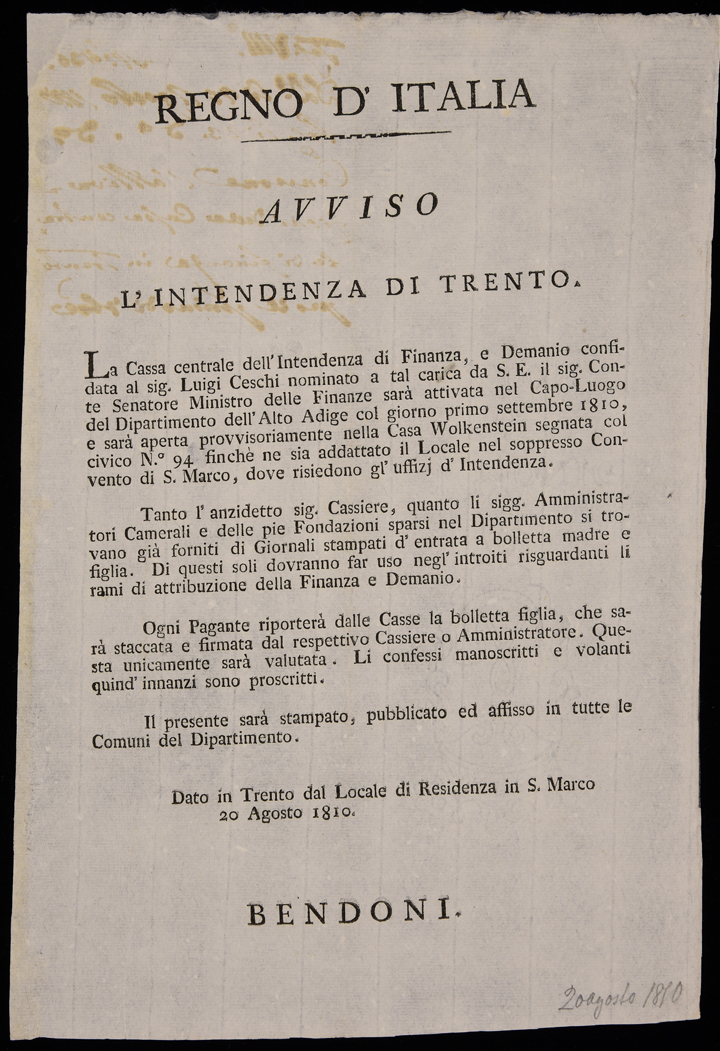 REGNO D' ITALIA
AVVISO
L' INTENDENZA DI TRENTO.
La Cassa centrale dell' Intendenza di Finanza, e Demanio confi-
data al sig. Luigi Ceschi nominato a tal carica da S. E. il sig. Con-
te Senatore Ministro delle Finanze sarà attivata nel Capo-Luogo
del Dipartimento dell' Alto Adige col giorno primo settembre 1810,
e sarà aperta provvisoriamente nella Casa Wolkenstein segnata col
civico N.º 94 finchè ne sia addattato il Locale nel soppresso Con-
vento di S. Marco, dove risiedono gl' uffizj d' Intendenza.
Tanto l' anzidetto sig. Cassiere, quanto li sigg. Amministra-
tori Camerali e delle pie Fondazioni sparsi nel Dipartimento si tro-
vano già forniti di Giornali stampati d' entrata a bolletta madre e
figlia. Di questi soli dovranno far uso negl' introiti risguardanti li
rami di attribuzione della Finanza e Demanio.
Ogni Pagante riporterà dalle Casse la bolletta figlia, che sa-
rà staccata e firmata dal respettivo Cassiere o Amministratore. Que-
sta unicamente sarà valutata. Li confessi manoscritti e volanti
quind' innanzi sono proscritti.
Il presente sarà stampato, pubblicato ed affisso in tutte le
Comuni del Dipartimento.
Dato in Trento dal Locale di Residenza in S. Marco
20 Agosto 1810.
BENDONI.
20 agosto 1810